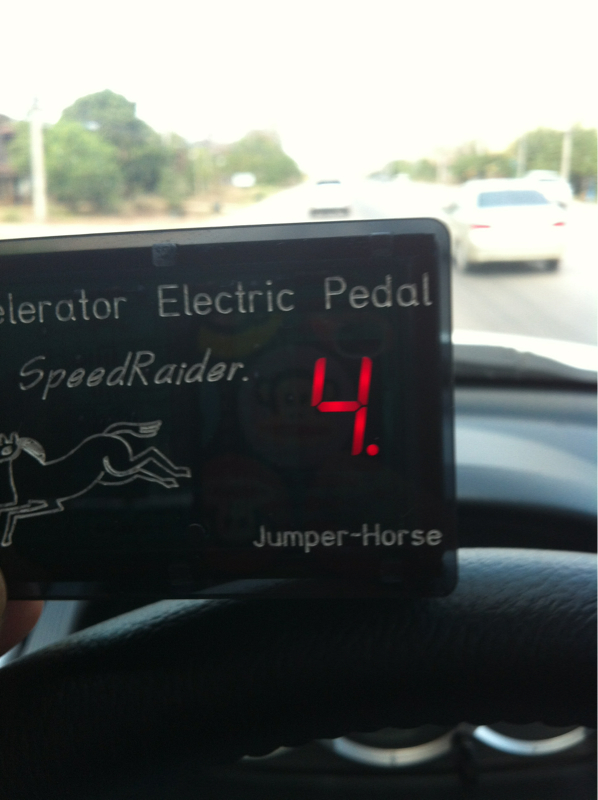 elerator Electric Pedal
SpeedRaider.
4.
Jumper-Horse